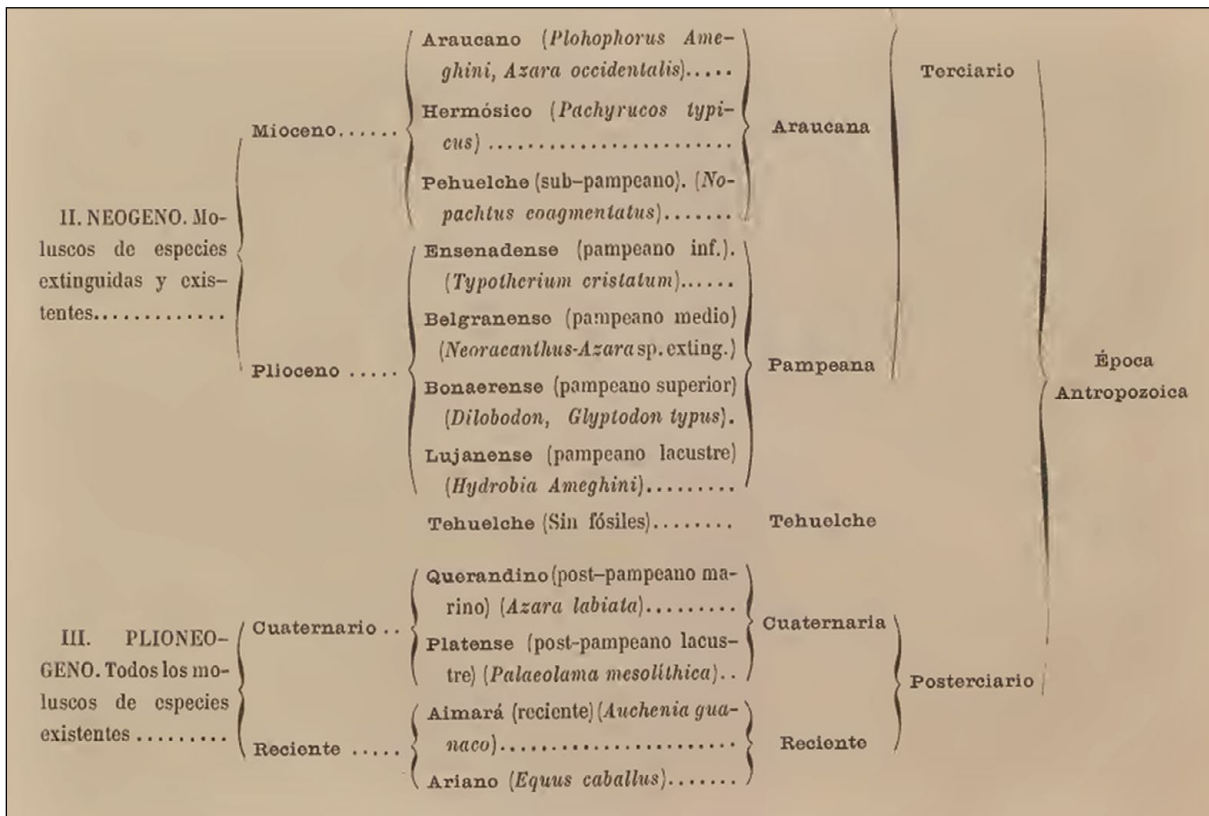 II. NEOGENO. Mo-
luscos de especies
extinguidas y exis-
tentes.............
Mioceno......
Araucano (Plohophorus Ame-
ghini, Azara occidentalis).....
Hermósico (Pachyrucos typi-
cus) .........................
Pehuelche (sub-pampeano). (No-
pachtus coagmentatus).......
Araucana
Terciario
Plioceno .....
Ensenadense (pampeano inf.).
(Typotherium cristatum)......
Belgranense (pampeano medio)
(Neoracanthus-Azara sp. exting.)
Bonaerense (pampeano superior)
(Dilobodon, Glyptodon typus).
Lujanense (pampeano lacustre)
(Hydrobia Ameghini).........
Pampeana
Tehuelche (Sin fósiles)........
Tehuelche
Época
Antropozoica
III. PLIONEO-
GENO. Todos los mo-
luscos de especies
existentes .........
Cuaternario ..
Querandino (post-pampeano ma-
rino) (Azara labiata).........
Platense (post-pampeano lacus-
tre) (Palaeolama mesolíthica)..
Cuaternaria
Reciente .....
Aimará (reciente) (Auchenia gua-
naco).......................
Ariano (Equus caballus).......
Reciente
Posterciario